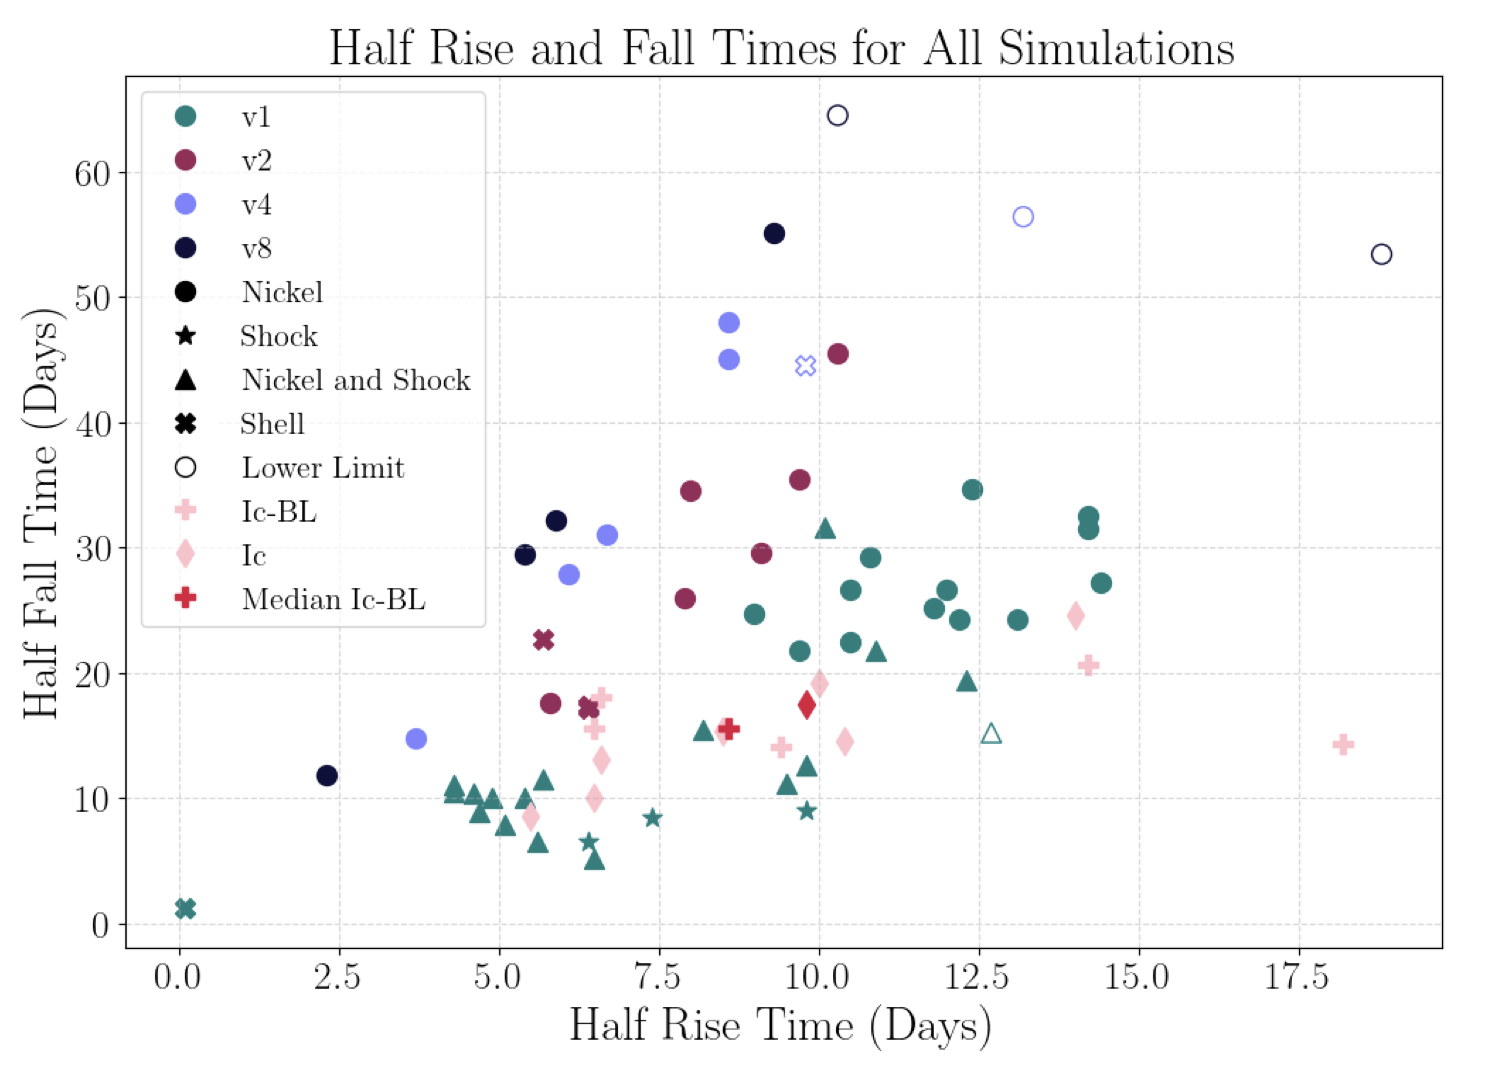 Half Rise and Fall Times for All Simulations
v1
v2
v4
v8
Nickel
Shock
Nickel and Shock
Shell
Lower Limit
Ic-BL
Ic
Median Ic-BL
60
50
40
30
20
10
0
Half Fall Time (Days)
0.0 2.5 5.0 7.5 10.0 12.5 15.0 17.5
Half Rise Time (Days)